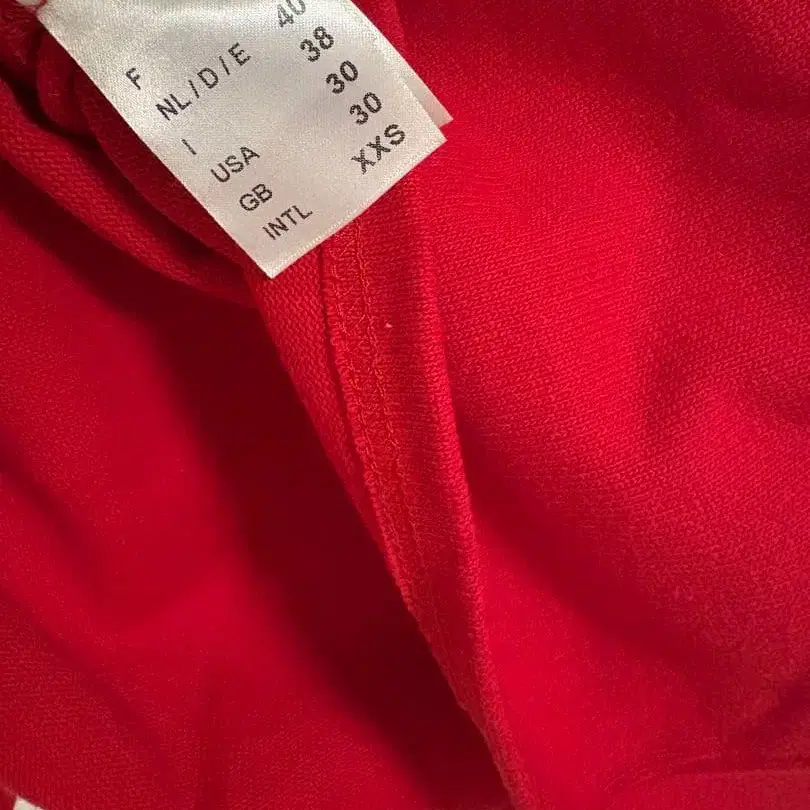 F
NL/D/E 40
I 38
USA 30
GB 30
INTL XXS